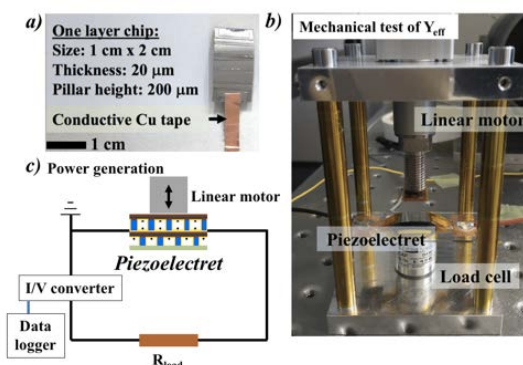 a)
One layer chip:
Size: 1 cm x 2 cm
Thickness: 20 μm
Pillar height: 200 μm
Conductive Cu tape
1 cm
b)
Mechanical test of Yeff
Linear motor
Piezoelectret
Load cell
c)
Power generation
Linear motor
Piezoelectret
I/V converter
Data
logger
Rload